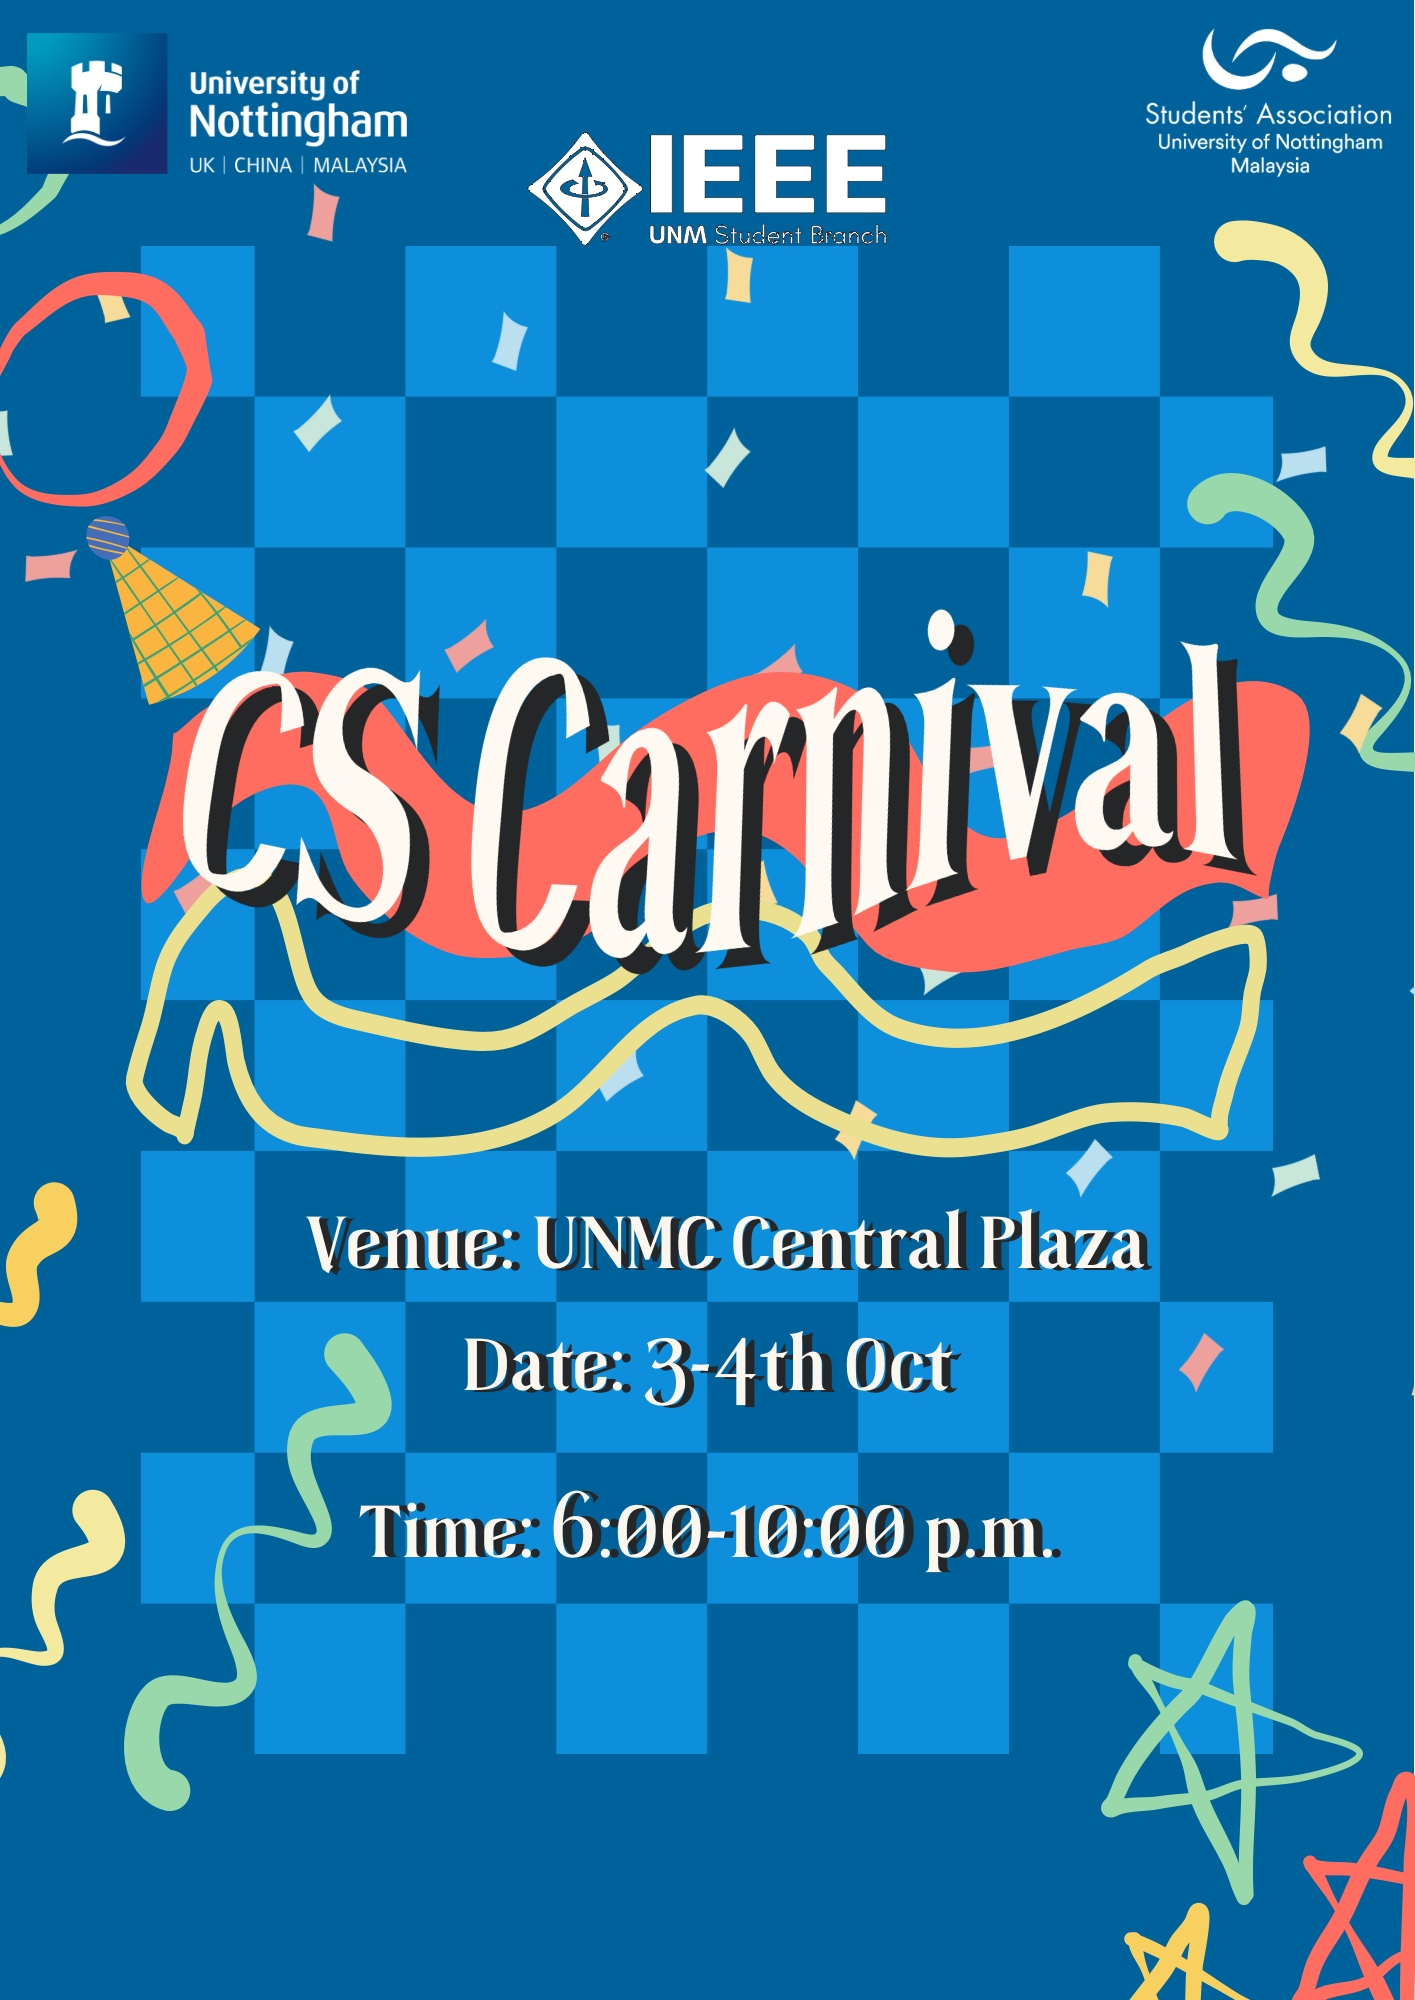 University of
Nottingham
UK | CHINA | MALAYSIA
IEEE
UNM Student Branch
Students' Association
University of Nottingham
Malaysia
CS Carnival
Venue: UNMC Central Plaza
Date: 3-4th Oct
Time: 6:00-10:00 p.m.